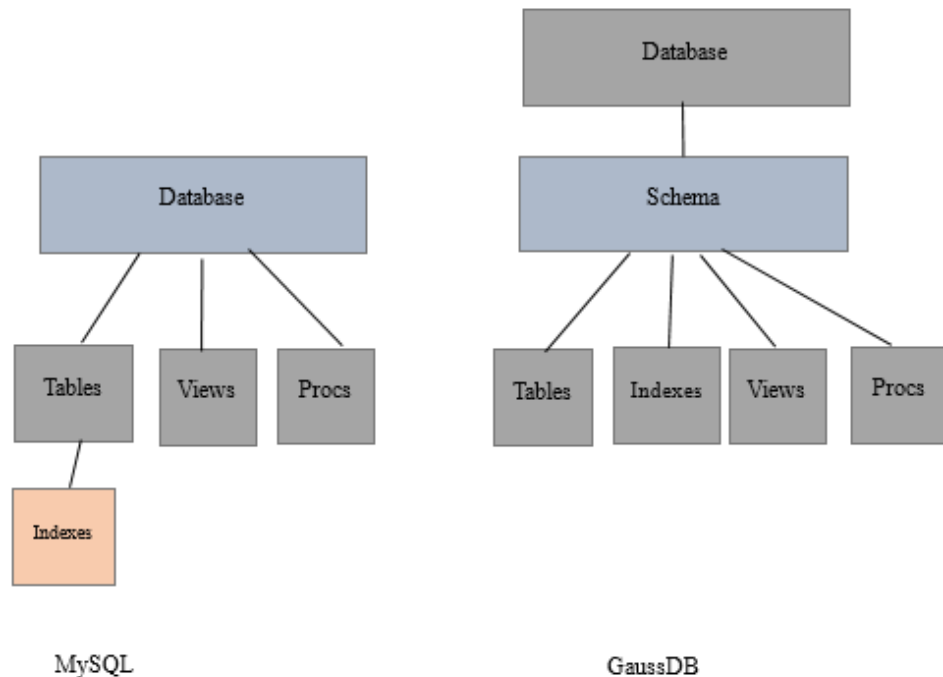 Database
Tables
Views
Procs
Indexes
MySQL
Database
Schema
Tables
Indexes
Views
Procs
GaussDB